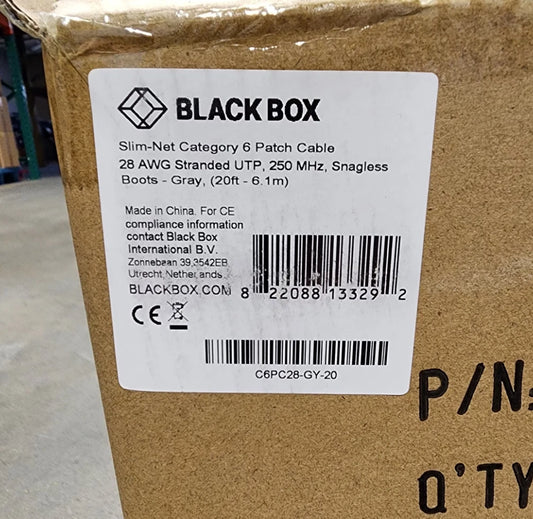 BLACK BOX
Slim-Net Category 6 Patch Cable
28 AWG Stranded UTP, 250 MHz, Snagless
Boots - Gray, (20ft - 6.1m)
Made in China. For CE
compliance information
contact Black Box
International B.V.
Zonnebaan 39,3542EB
Utrecht, Netherlands
BLACKBOX.COM
8 22088 13329 2
CE
C6PC28-GY-20
P/N:
Q'TY